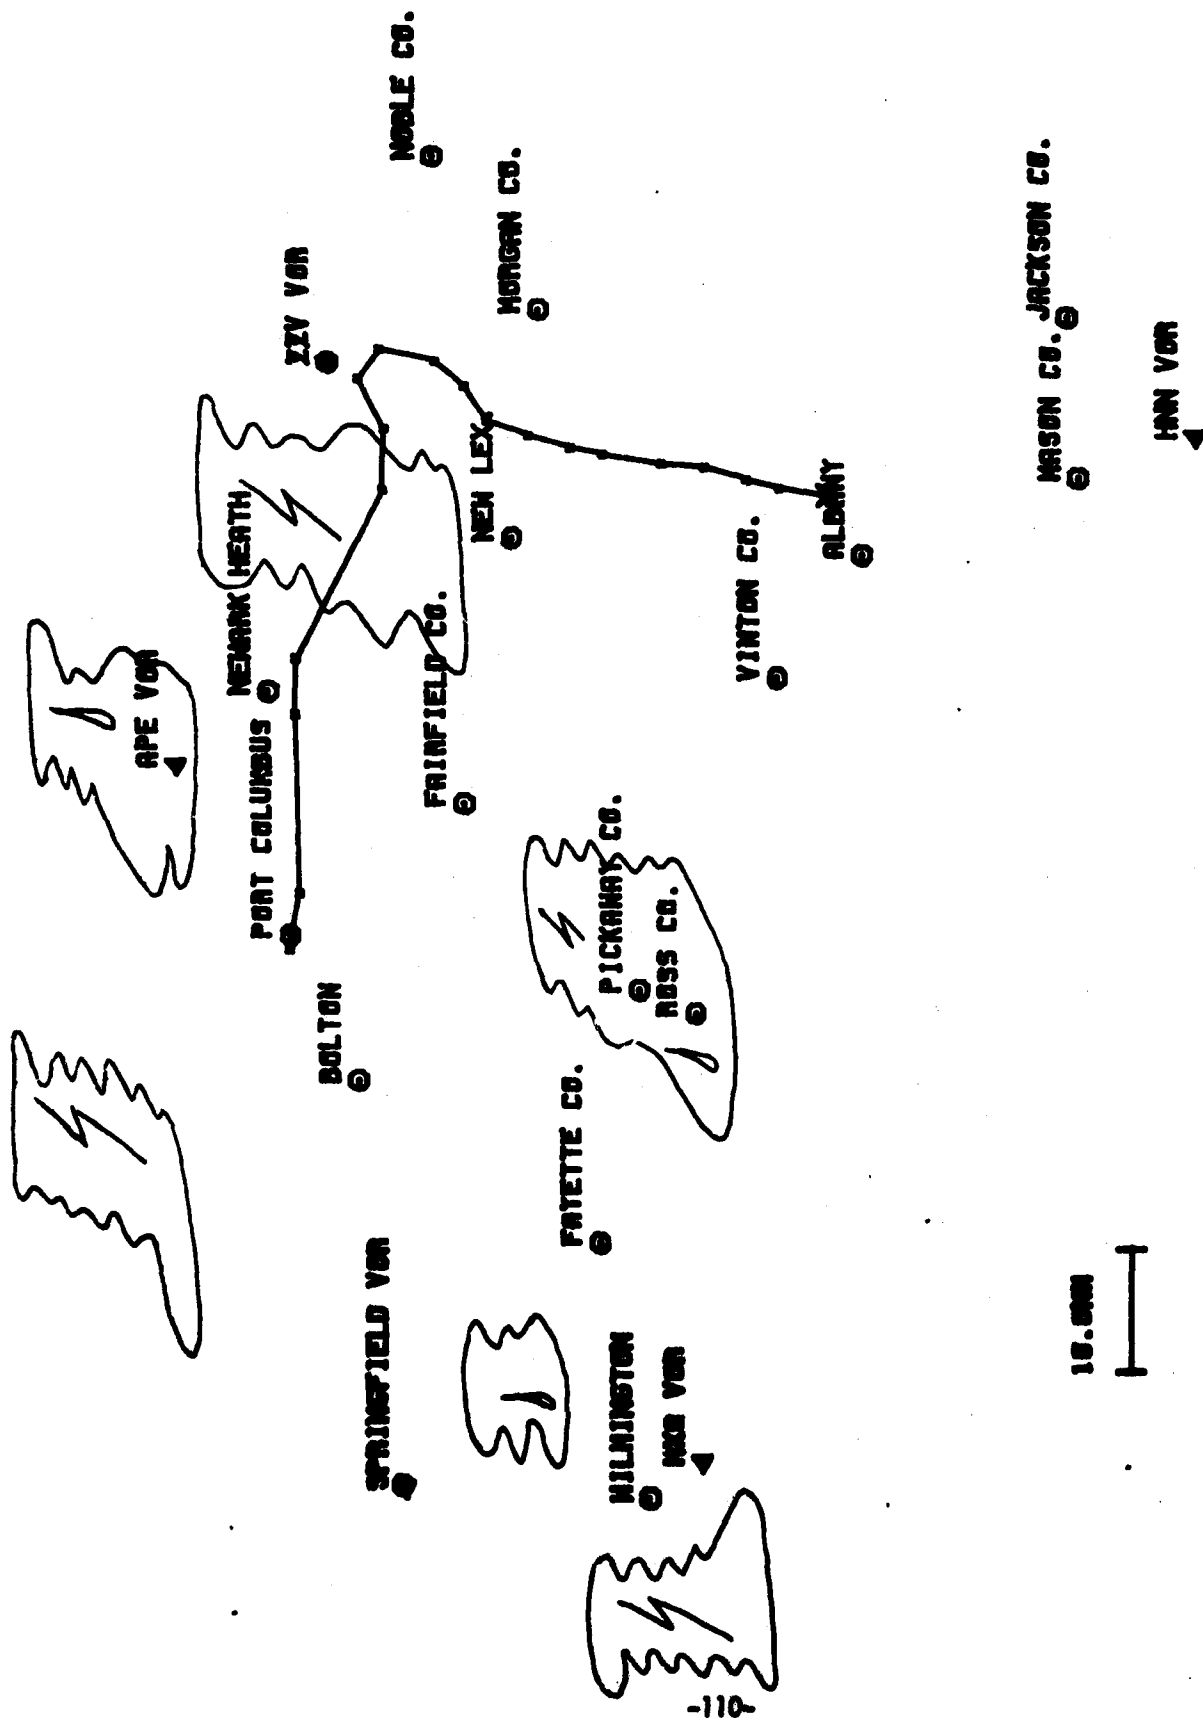 NOBLE CO.
ZZV VOR
MORGAN CO.
NEWARK HEATH
NEW LEX
JACKSON CO.
MASON CO.
HNN VOR
APE VOR
PORT COLUMBUS
FAIRFIELD CO.
VINTON CO.
ALBANY
BOLTON
PICKAWAY CO.
ROSS CO.
FAYETTE CO.
SPRINGFIELD VOR
WILMINGTON
MXQ VOR
10.0NM
-110-